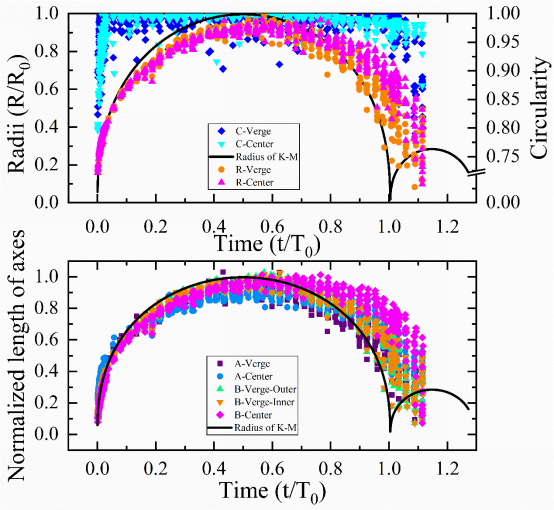 Radii (R/R0)
1.0
0.8
0.6
0.4
0.2
0.0
C-Verge
C-Center
Radius of K-M
R-Verge
R-Center
1.00
0.95
0.90
0.85
0.80
0.75
0.00
Circularity
0.0 0.2 0.4 0.6 0.8 1.0 1.2
Time (t/T0)
Normalized length of axes
1.0
0.8
0.6
0.4
0.2
0.0
A-Verge
A-Center
B-Verge-Outer
B-Verge-Inner
B-Center
Radius of K-M
0.0 0.2 0.4 0.6 0.8 1.0 1.2
Time (t/T0)